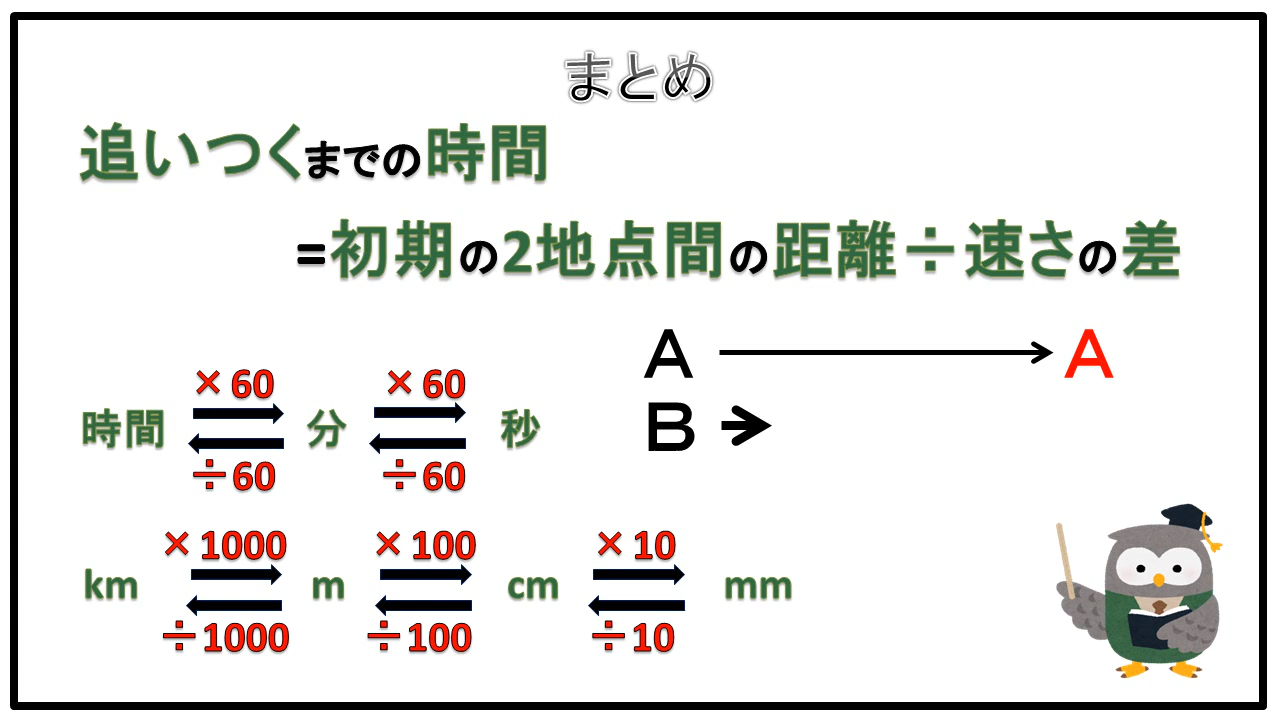 まとめ
追いつくまでの時間
=初期の2地点間の距離÷速さの差
A A
B
×60 ×60
時間 分 秒
÷60 ÷60
×1000 ×100 ×10
km m cm mm
÷1000 ÷100 ÷10